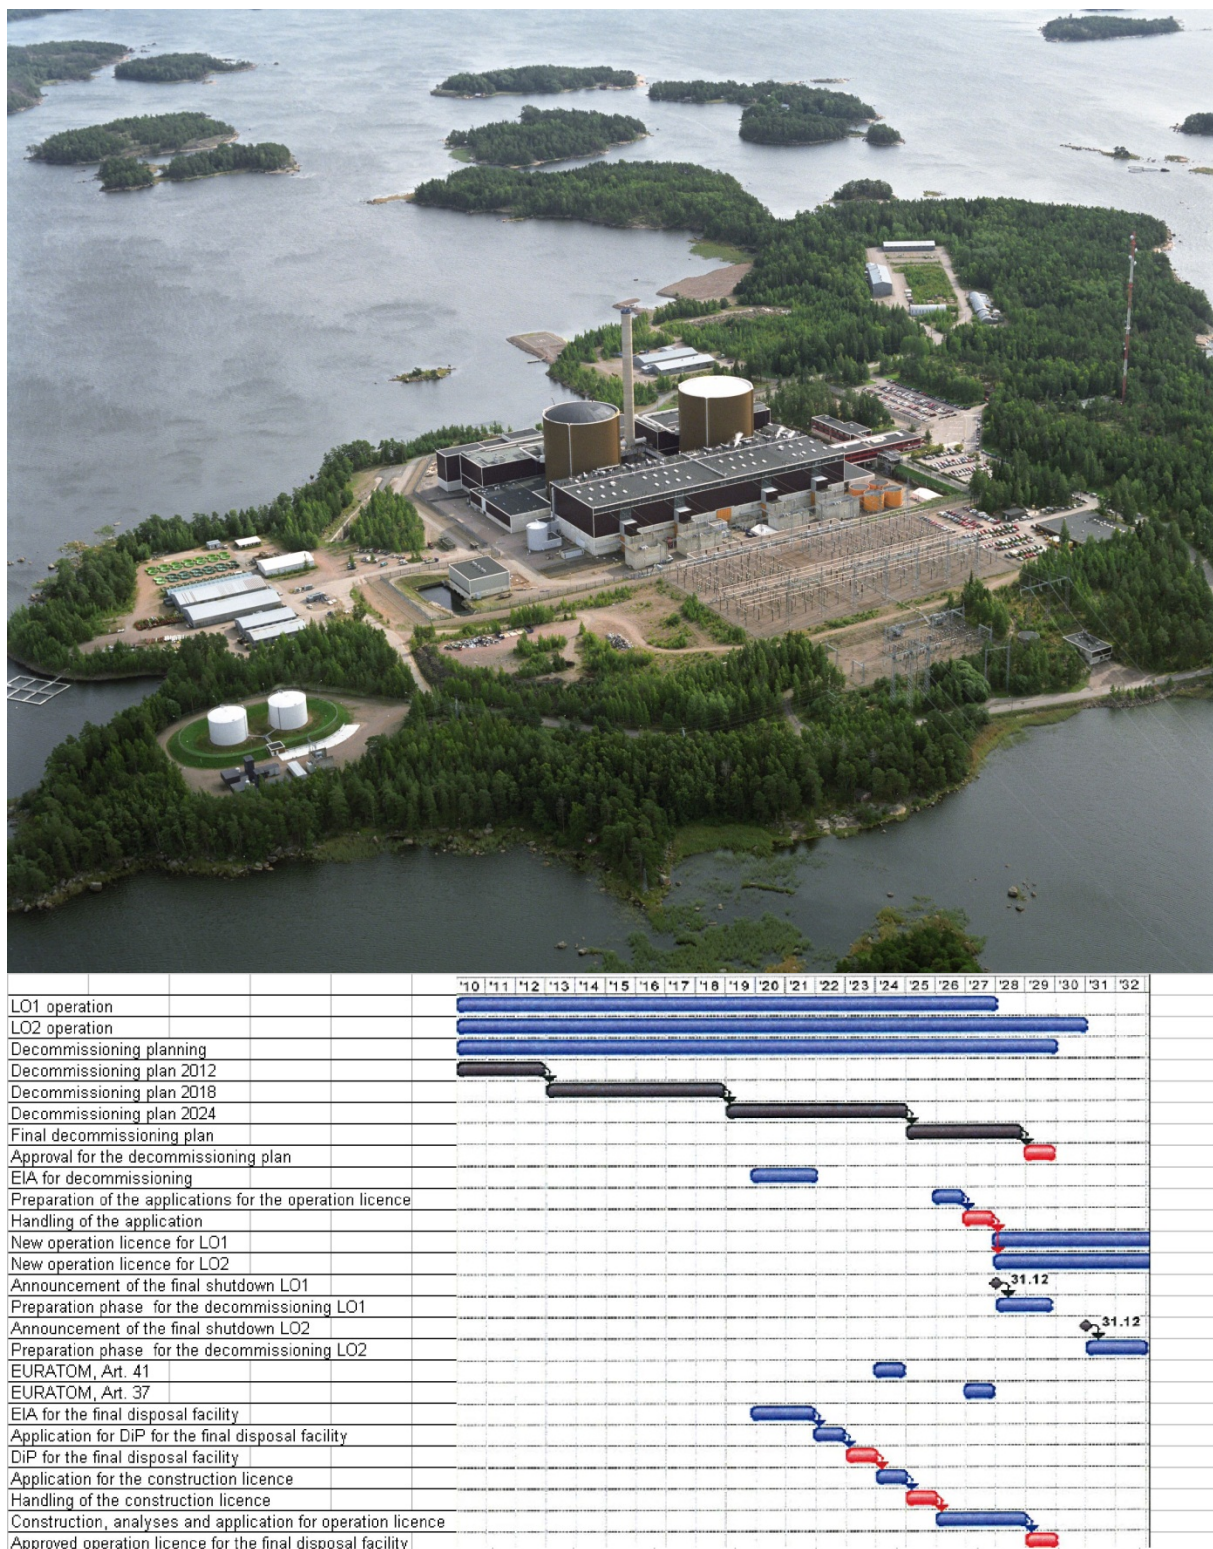 '10 '11 '12 '13 '14 '15 '16 '17 '18 '19 '20 '21 '22 '23 '24 '25 '26 '27 '28 '29 '30 '31 '32
LO1 operation
LO2 operation
Decommissioning planning
Decommissioning plan 2012
Decommissioning plan 2018
Decommissioning plan 2024
Final decommissioning plan
Approval for the decommissioning plan
EIA for decommissioning
Preparation of the applications for the operation licence
Handling of the application
New operation licence for LO1
New operation licence for LO2
Announcement of the final shutdown LO1 31.12
Preparation phase for the decommissioning LO1
Announcement of the final shutdown LO2 31.12
Preparation phase for the decommissioning LO2
EURATOM, Art. 41
EURATOM, Art. 37
EIA for the final disposal facility
Application for DiP for the final disposal facility
DiP for the final disposal facility
Application for the construction licence
Handling of the construction licence
Construction, analyses and application for operation licence
Approved operation licence for the final disposal facility